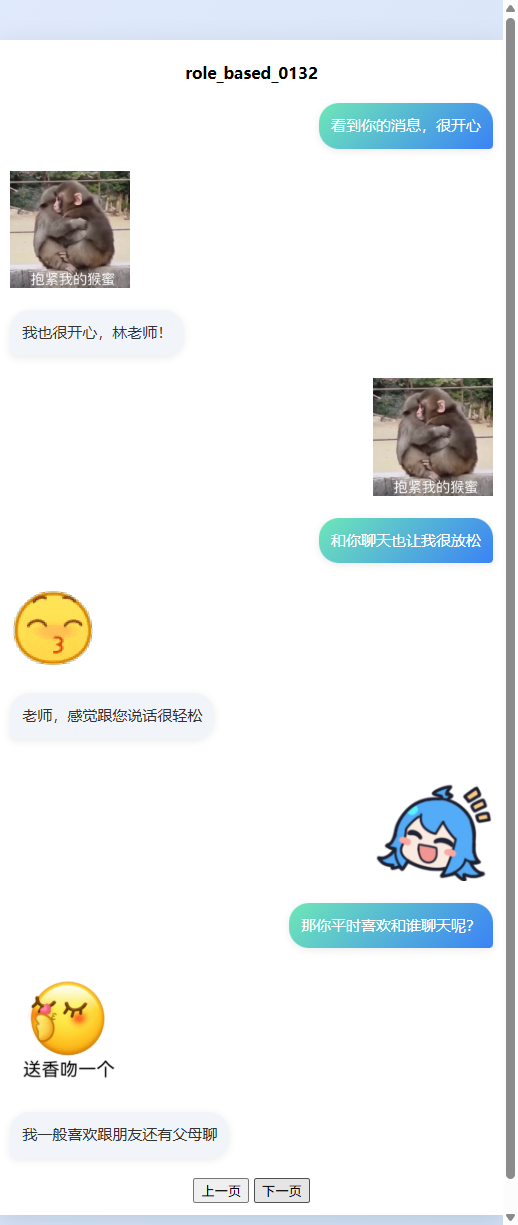 role_based_0132
看到你的消息，很开心
抱紧我的猴蜜
我也很开心，林老师！
抱紧我的猴蜜
和你聊天也让我很放松
老师，感觉跟您说话很轻松
那你平时喜欢和谁聊天呢？
送香吻一个
我一般喜欢跟朋友还有父母聊
上一页 下一页